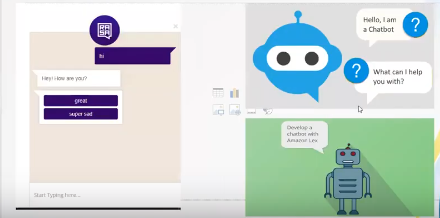 hi
Hey! How are you?
great
super sad
Start Typing here...
Hello, I am
a Chatbot
?
?
What can I help
you with?
Develop a
chatbot with
Amazon Lex